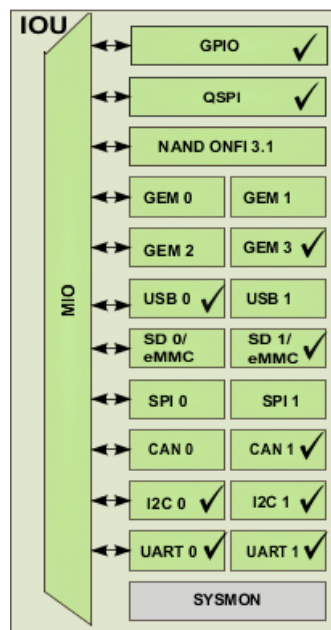 IOU
GPIO
QSPI
NAND ONFI 3.1
GEM 0 GEM 1
GEM 2 GEM 3
MIO
USB 0 USB 1
SD 0/ SD 1/
eMMC eMMC
SPI 0 SPI 1
CAN 0 CAN 1
I2C 0 I2C 1
UART 0 UART 1
SYSMON